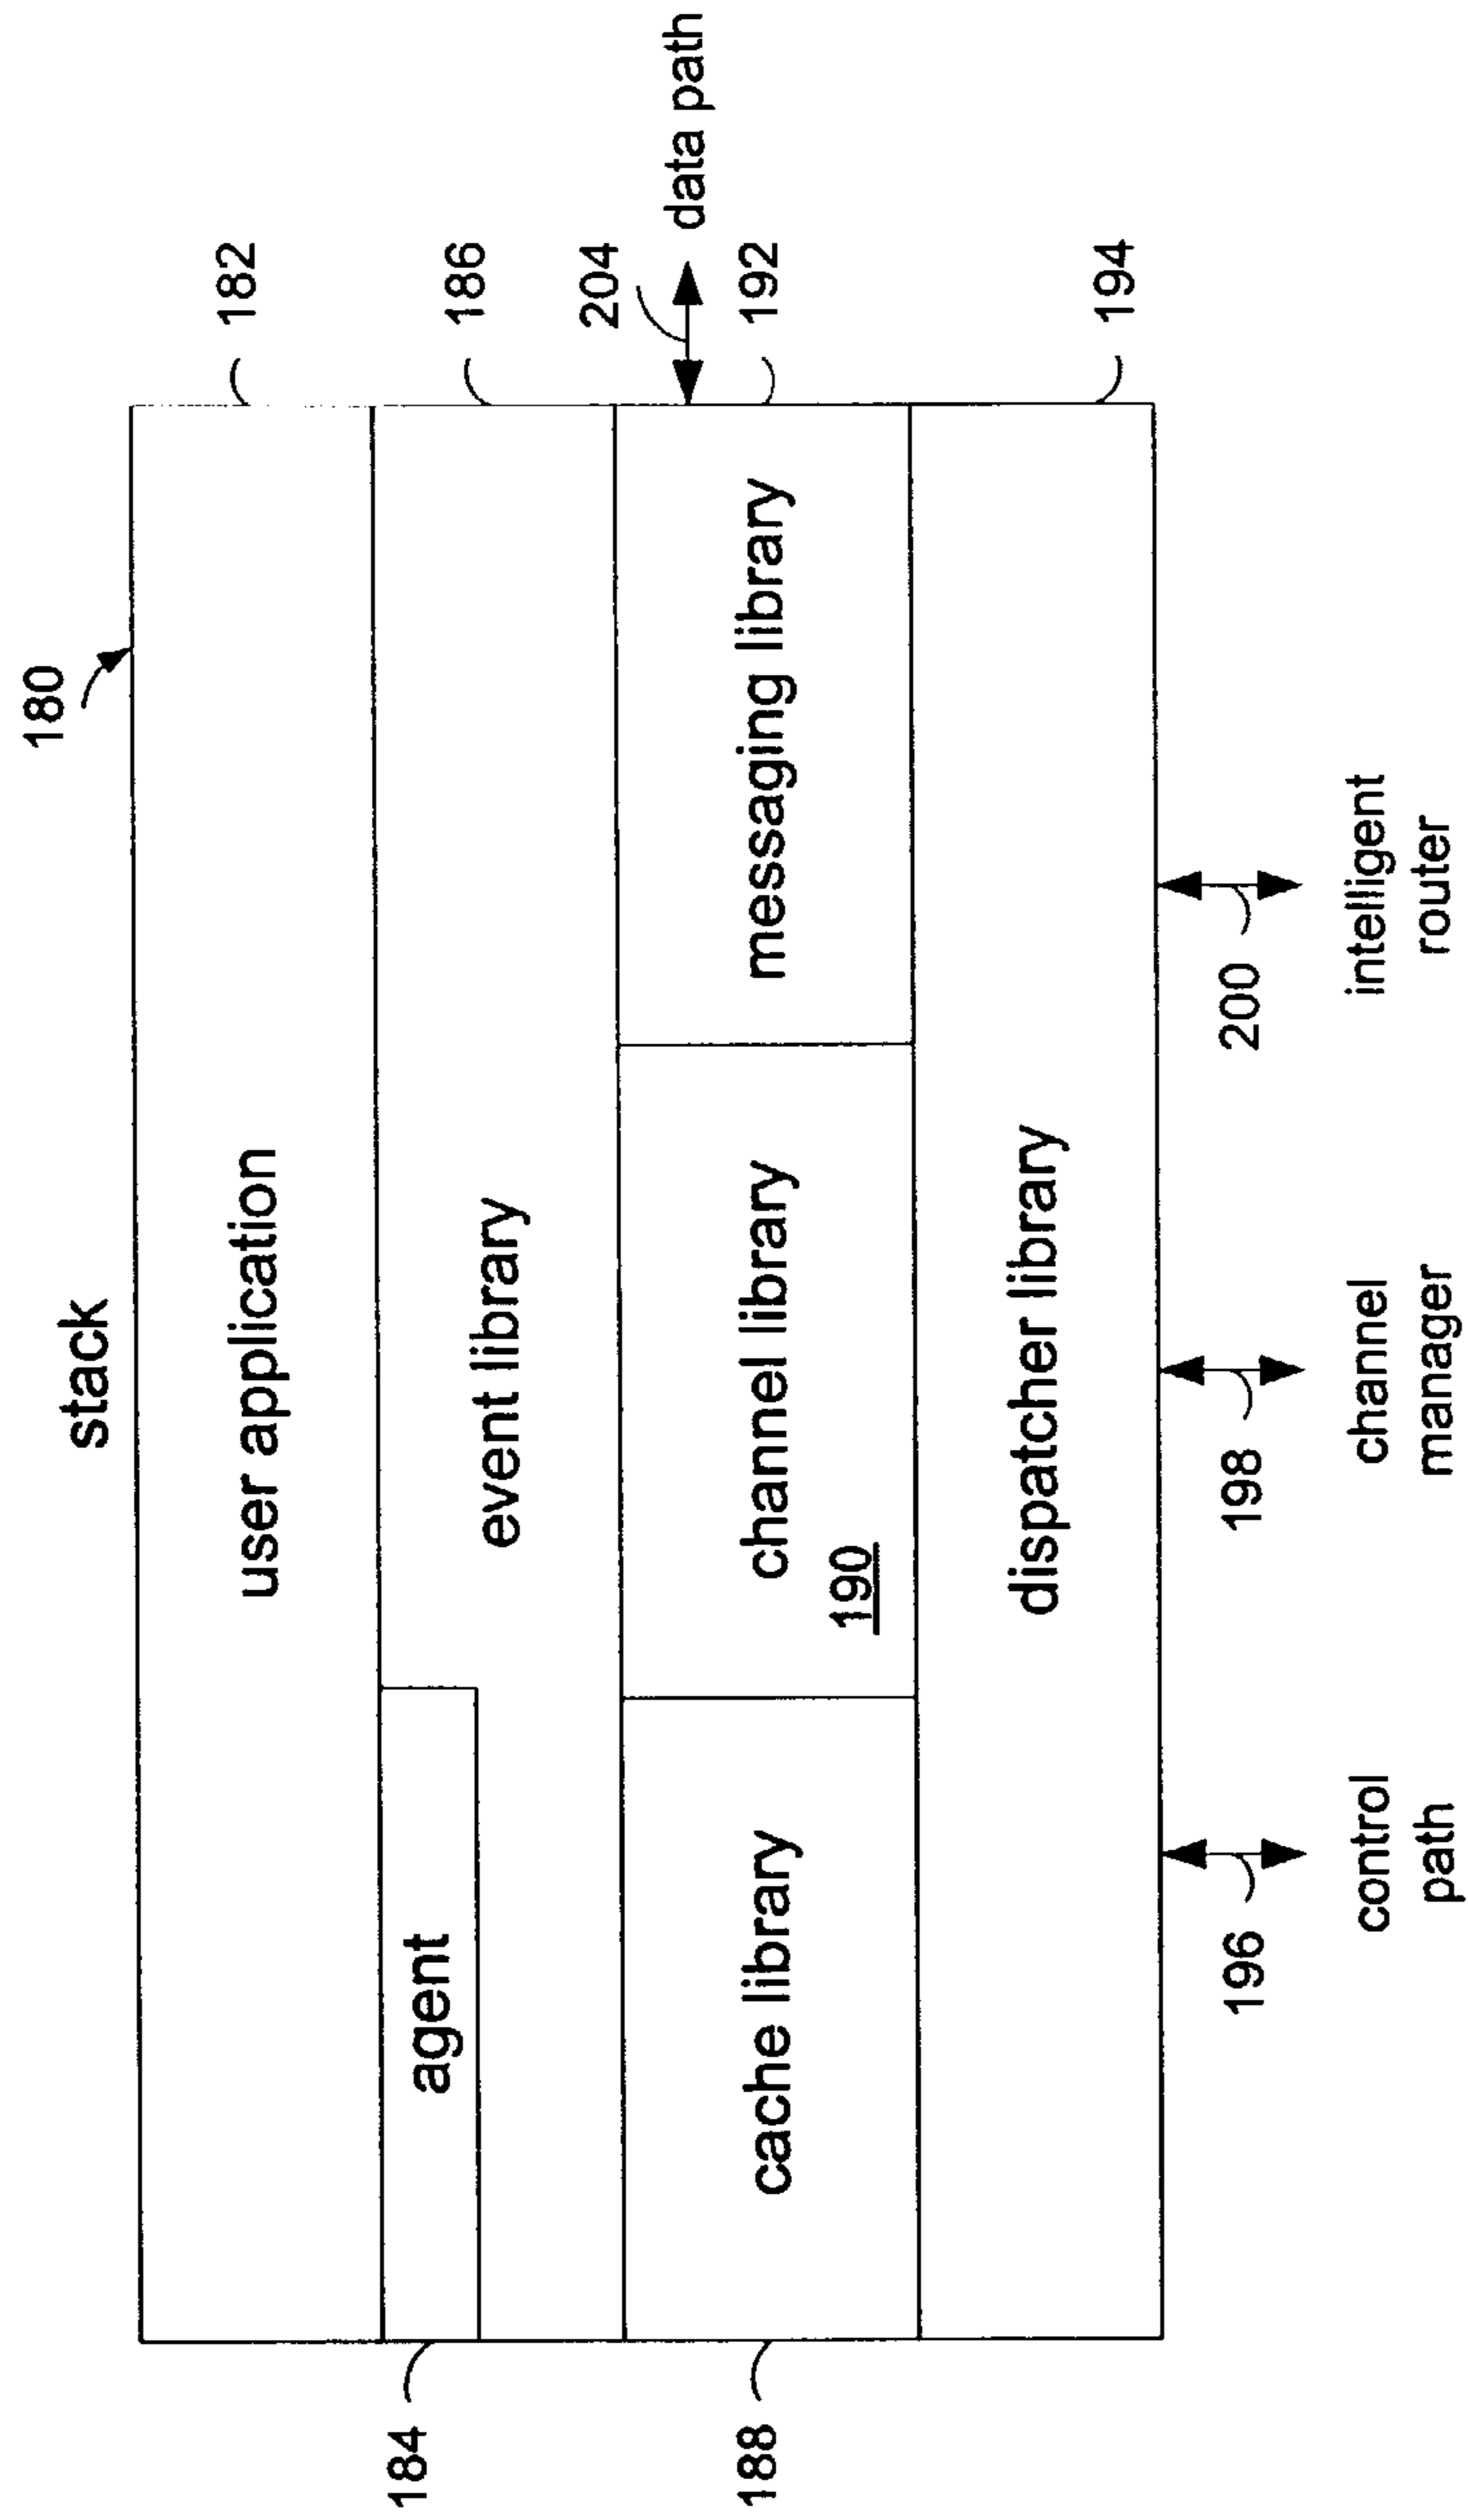 stack
180
user application
182
184
agent
event library
186
204
data path
188
cache library
channel library
190
messaging library
192
dispatcher library
194
196
198
200
control
path
channel
manager
intelligent
router